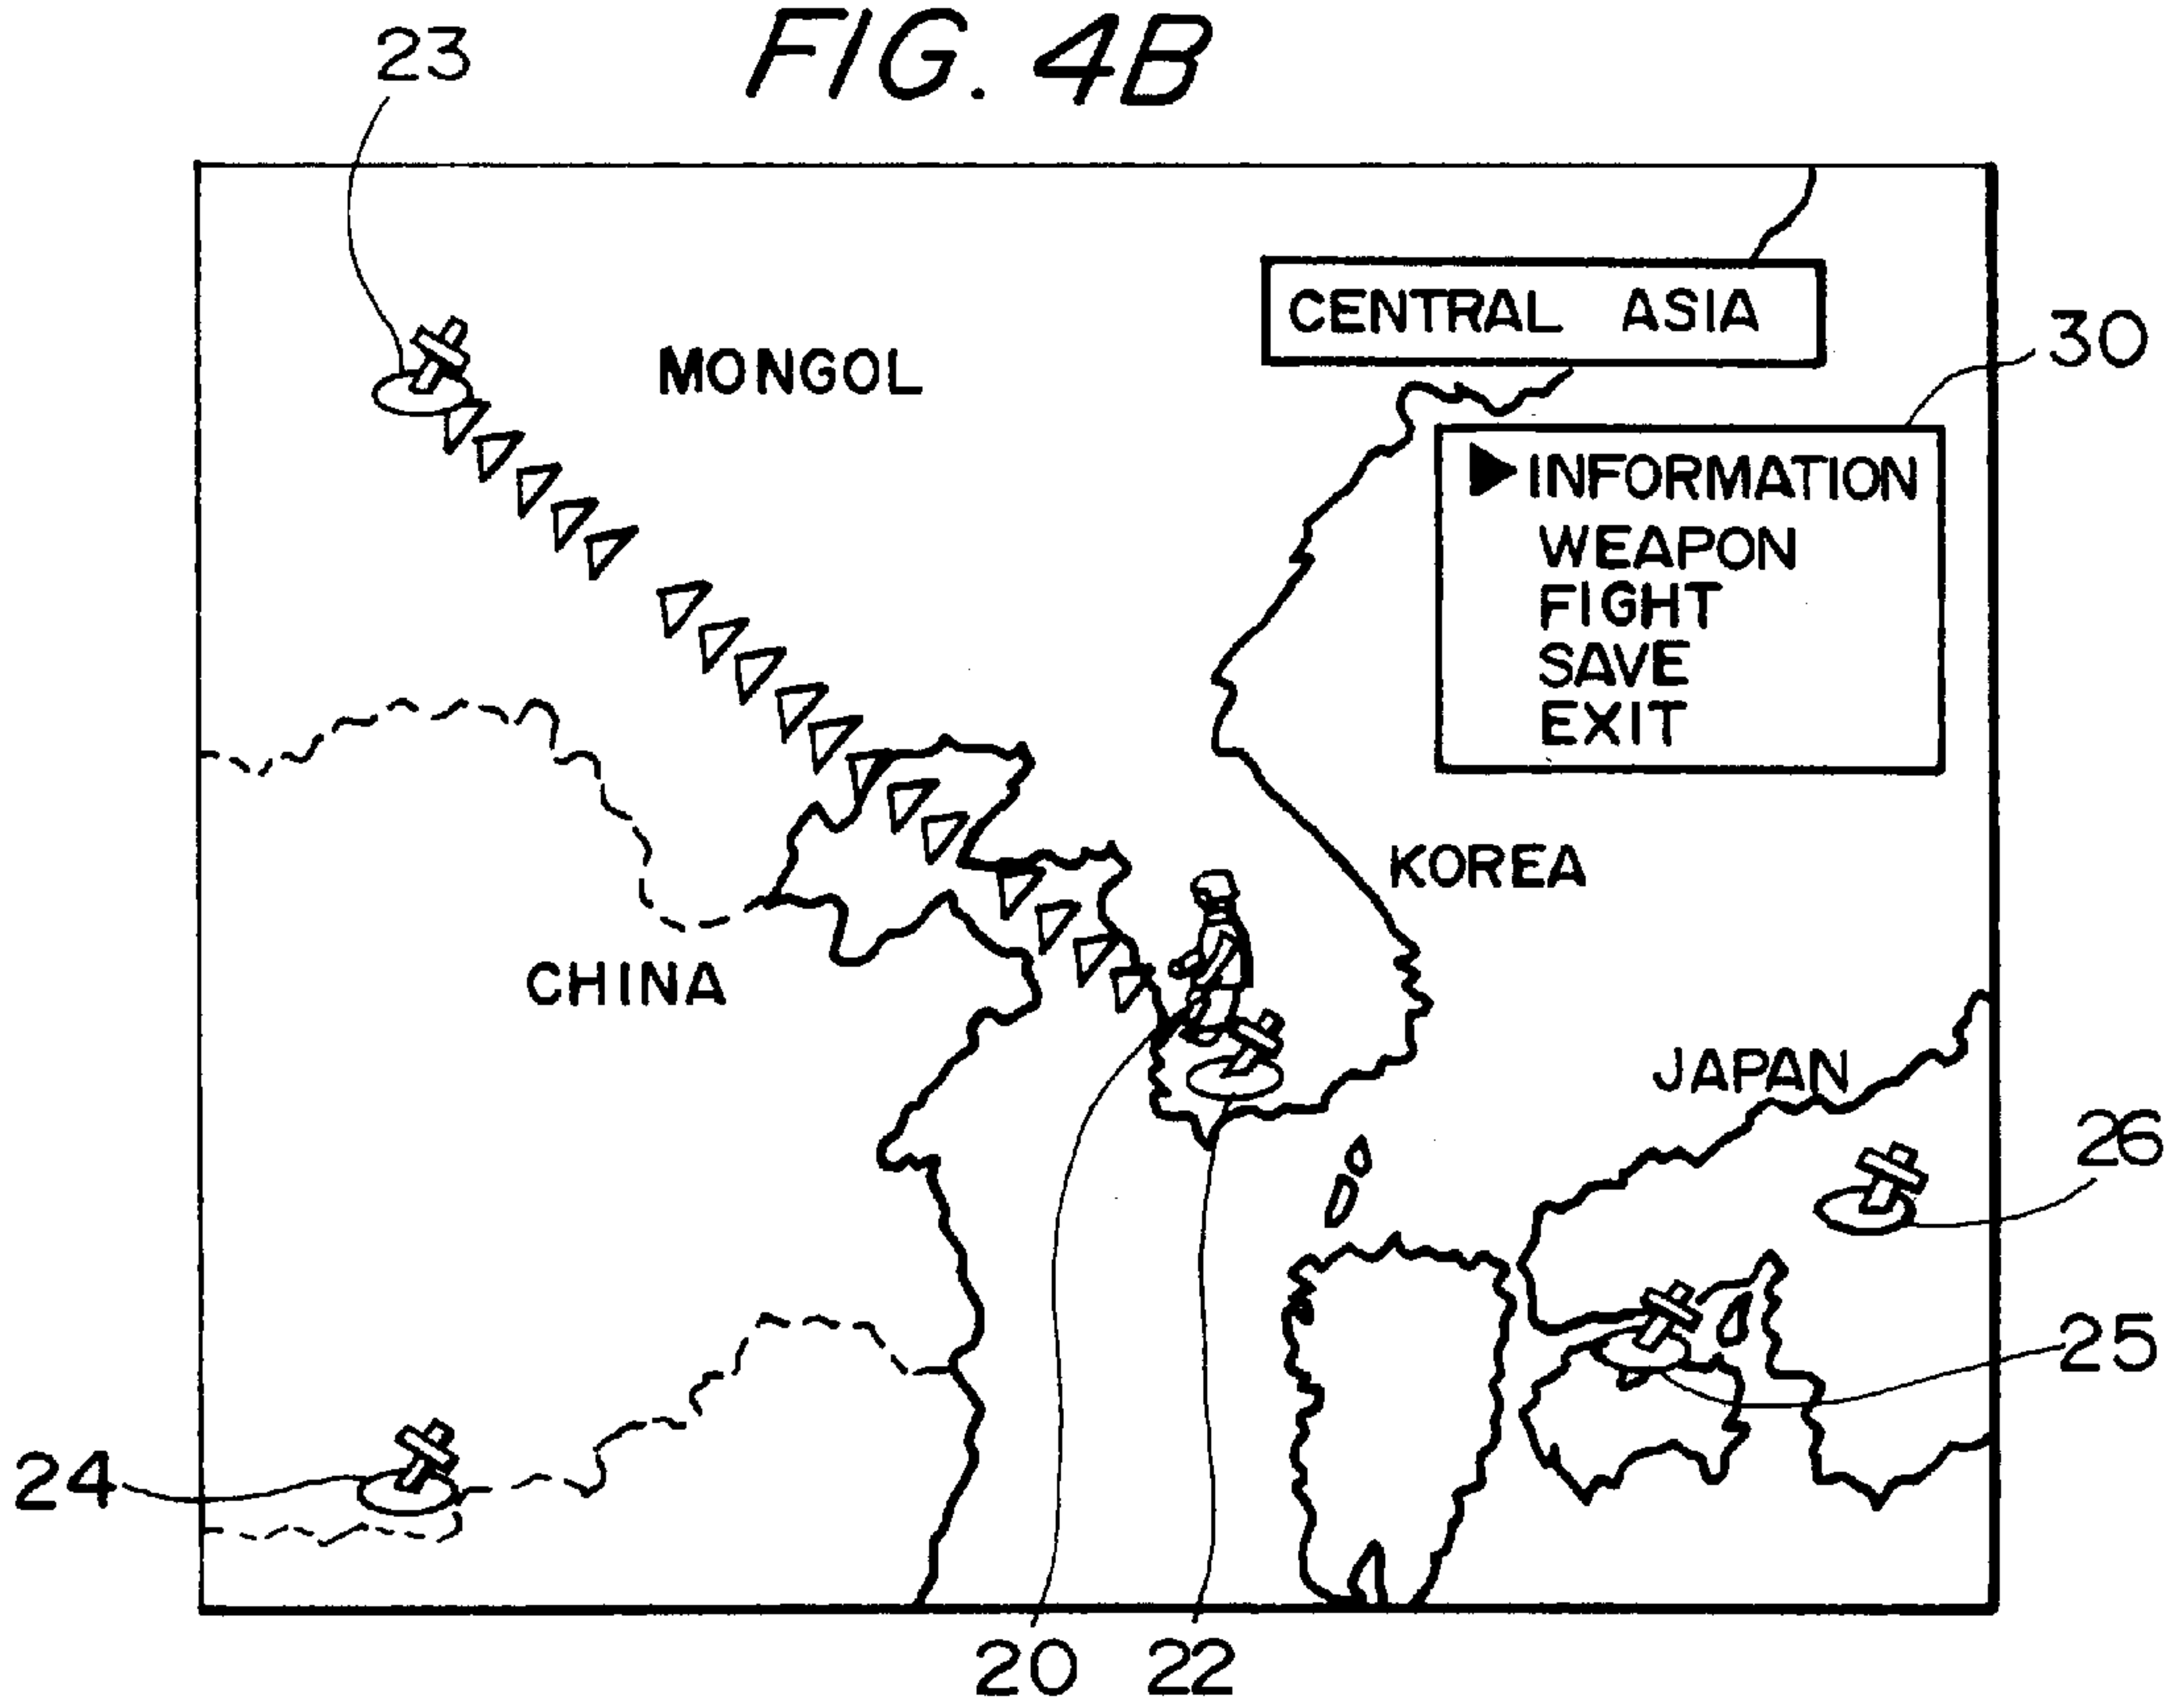 FIG. 4B
23
CENTRAL ASIA
30
MONGOL
▶INFORMATION
WEAPON
FIGHT
SAVE
EXIT
KOREA
CHINA
JAPAN
26
25
24
20 22